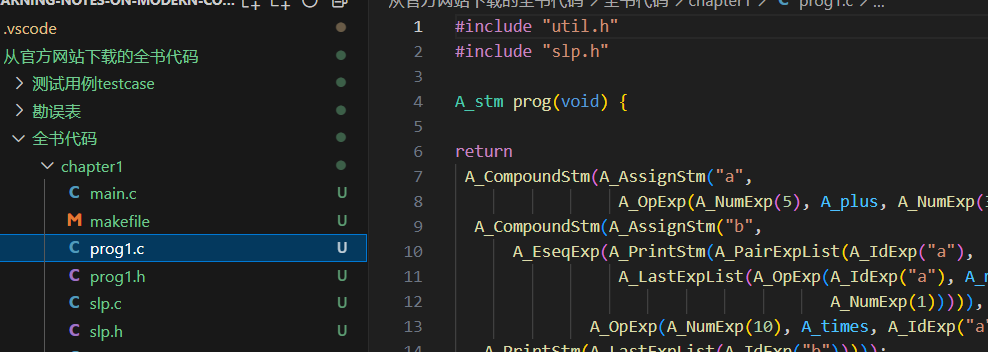 ARNING-NOTES-ON-MODERN-CO...
.vscode
从官方网站下载的全书代码
测试用例testcase
勘误表
全书代码
chapter1
main.c U
makefile U
prog1.c U
prog1.h U
slp.c U
slp.h U
从官方网站下载的全书代码 > 全书代码 > chapter1 > C prog1.c > ...
1 #include "util.h"
2 #include "slp.h"
3
4 A_stm prog(void) {
5
6 return
7 A_CompoundStm(A_AssignStm("a",
8 A_OpExp(A_NumExp(5), A_plus, A_NumExp(3
9 A_CompoundStm(A_AssignStm("b",
10 A_EseqExp(A_PrintStm(A_PairExpList(A_IdExp("a"),
11 A_LastExpList(A_OpExp(A_IdExp("a"), A_
12 A_NumExp(1))))),
13 A_OpExp(A_NumExp(10), A_times, A_IdExp("a"
14 A_PrintStm(A_LastExpList(A_IdExp("b")))));